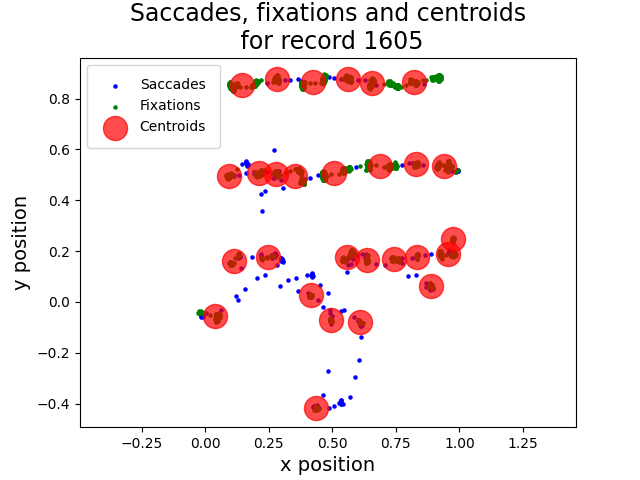 Saccades, fixations and centroids
for record 1605
Saccades
Fixations
Centroids
y position
0.8
0.6
0.4
0.2
0.0
−0.2
−0.4
−0.25
0.00
0.25
0.50
0.75
1.00
1.25
x position